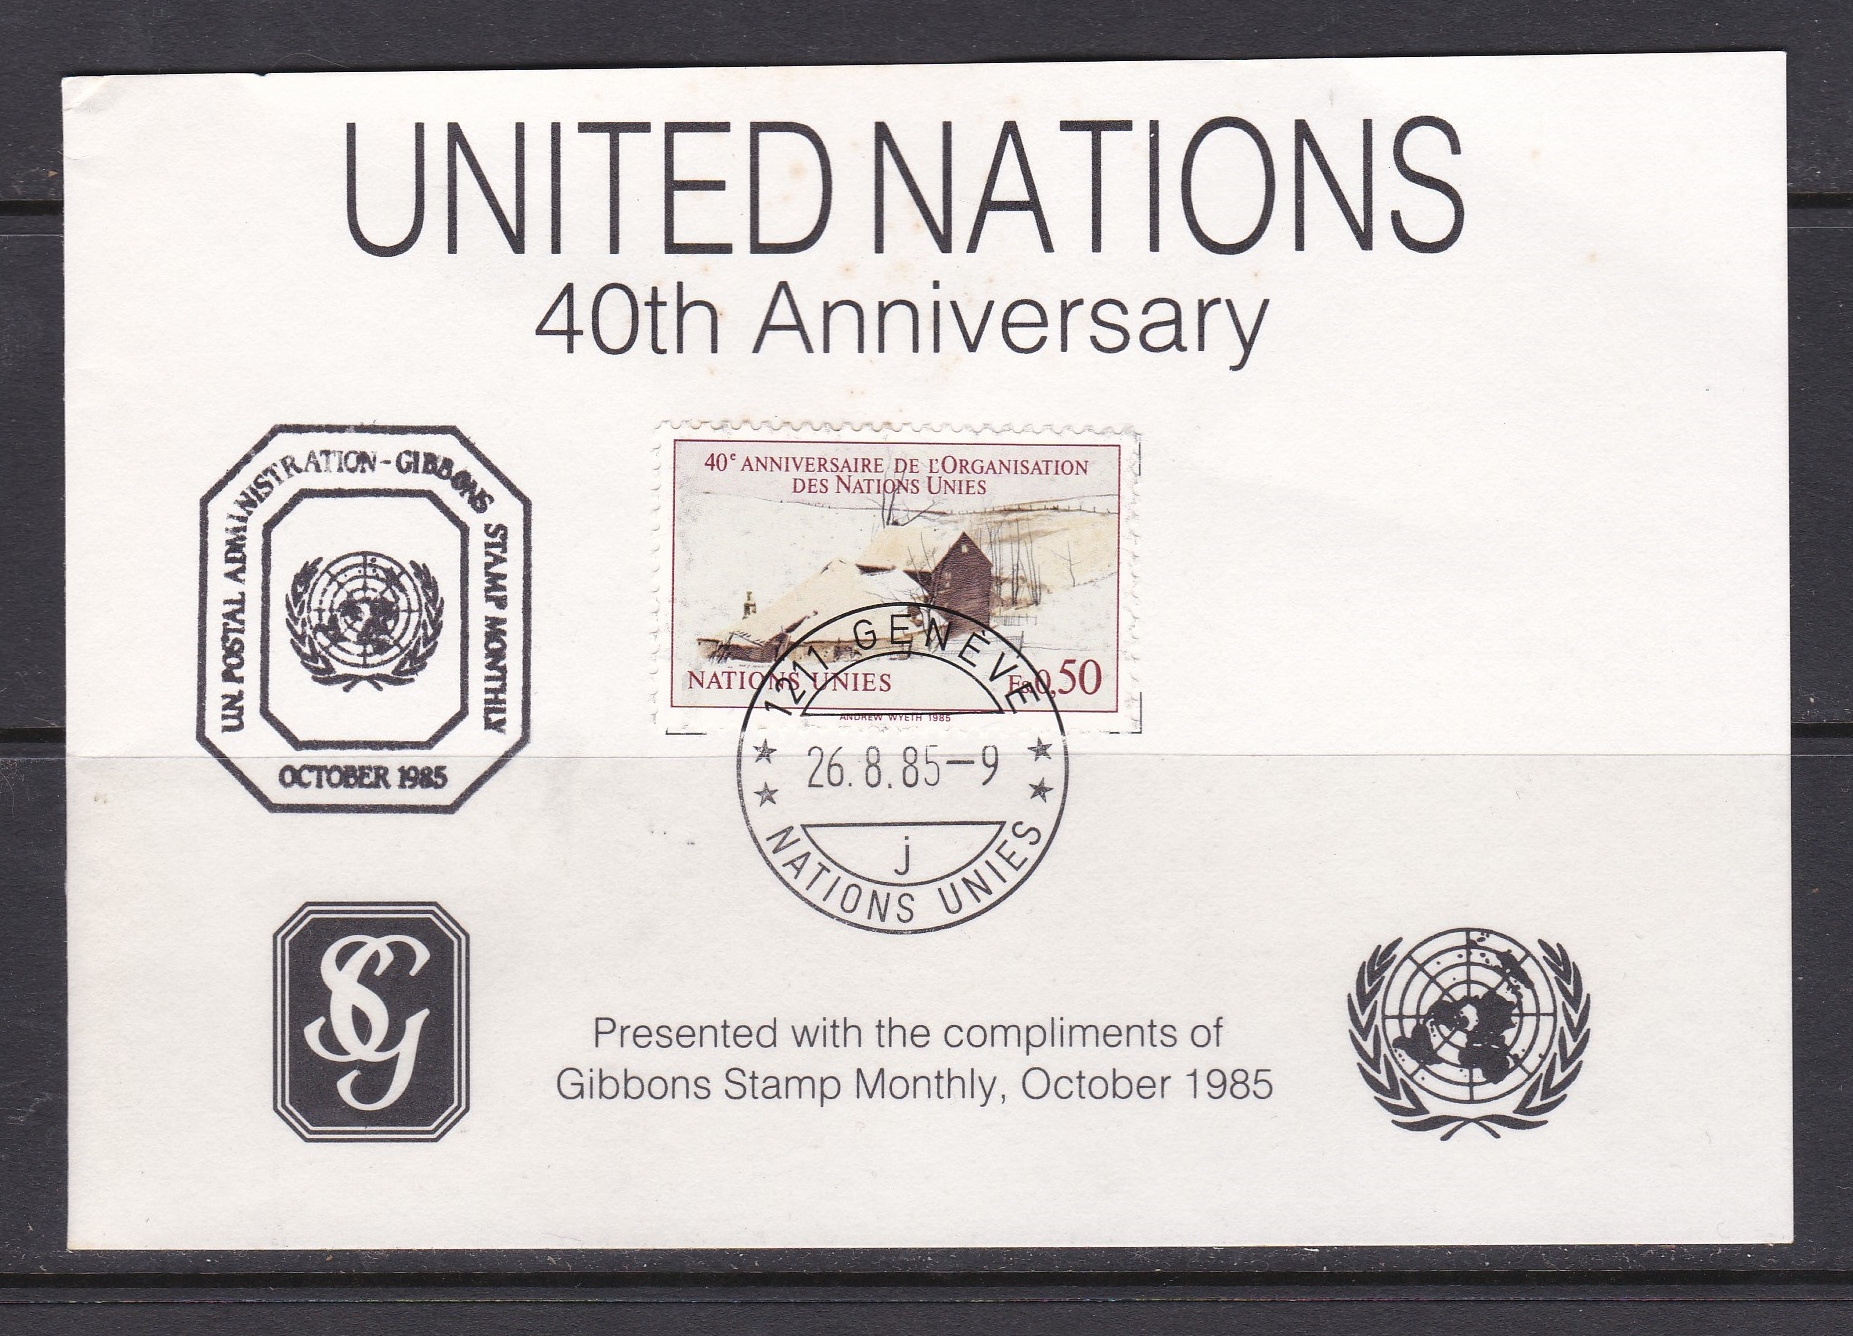 UNITED NATIONS
40th Anniversary
U.N. POSTAL ADMINISTRATION - GIBBONS STAMP MONTHLY
OCTOBER 1985
40e ANNIVERSAIRE DE L'ORGANISATION
DES NATIONS UNIES
NATIONS UNIES
Fs.0,50
ANDREW WYETH 1985
1211 GENÈVE
26.8.85-9
j
NATIONS UNIES
SG
Presented with the compliments of
Gibbons Stamp Monthly, October 1985